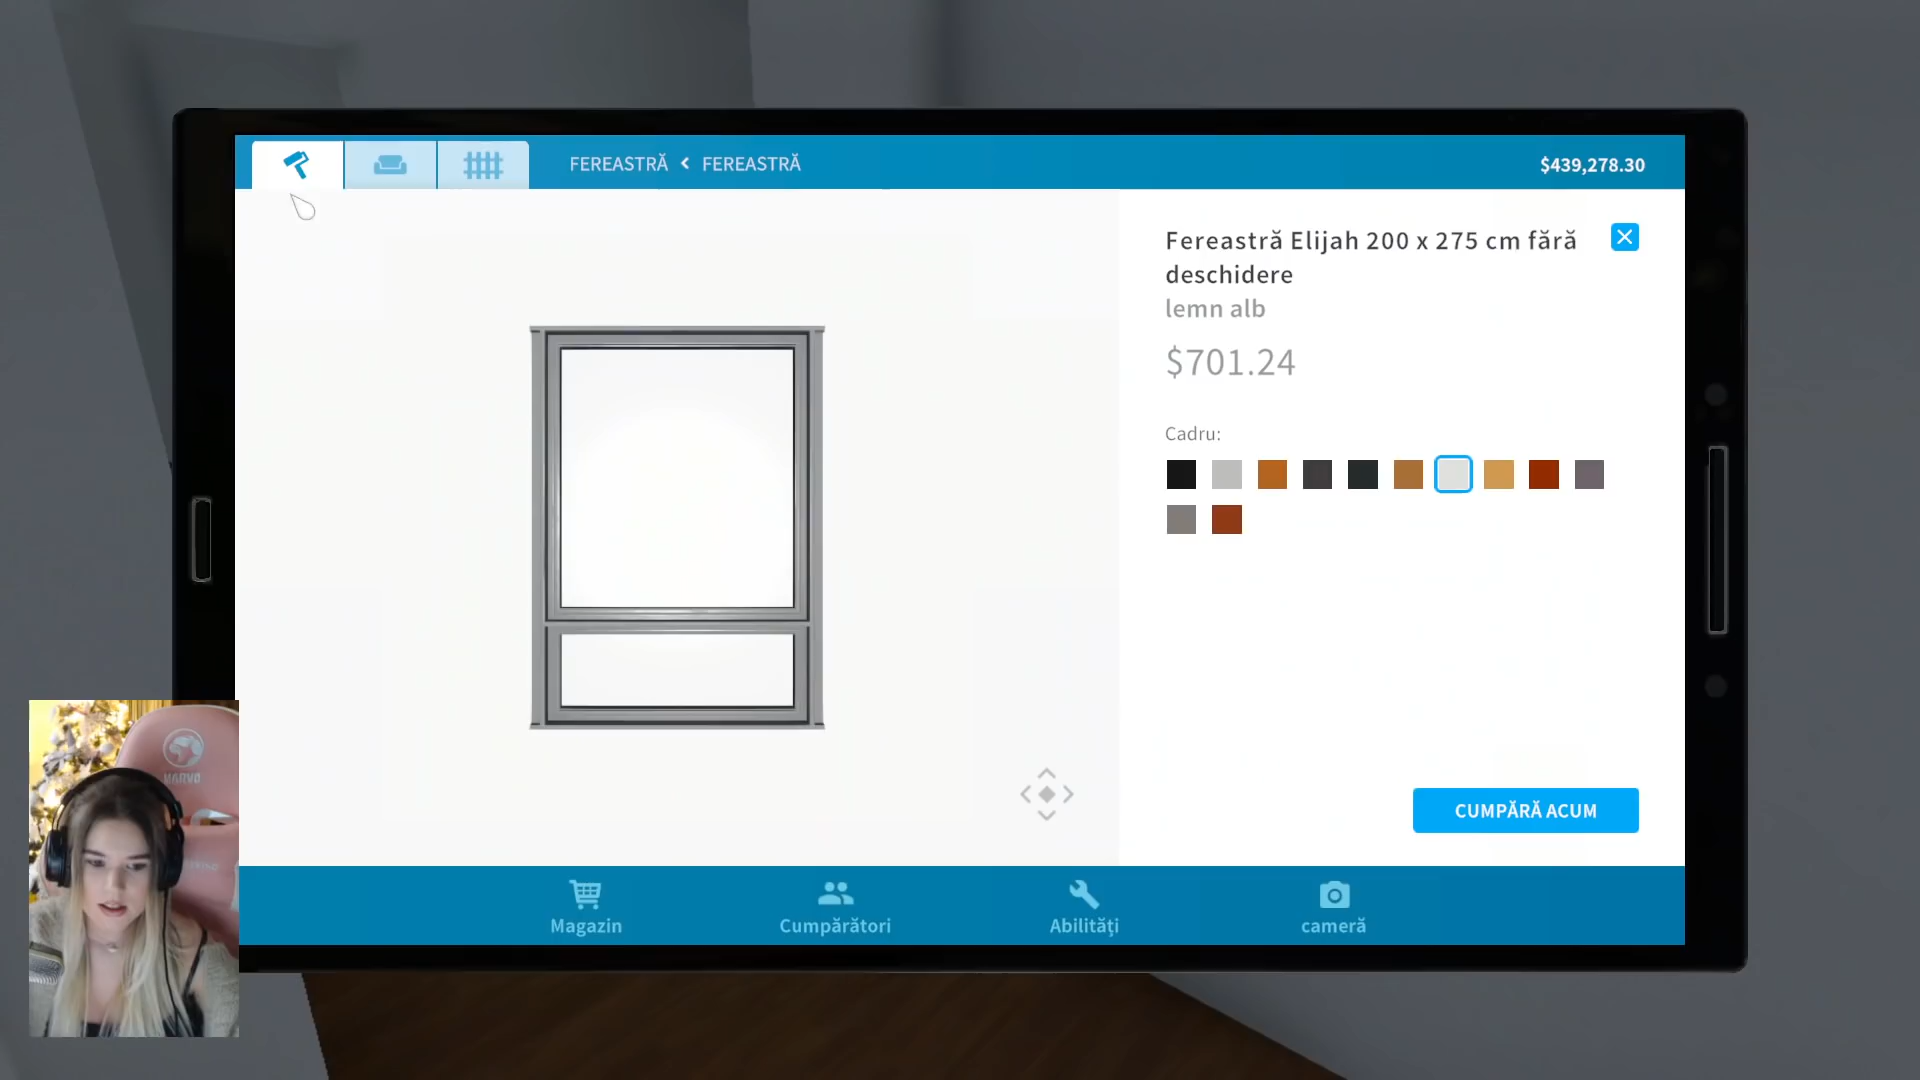 FEREASTRĂ < FEREASTRĂ
$439,278.30
Fereastră Elijah 200 x 275 cm fără
deschidere
lemn alb
$701.24
Cadru:
CUMPĂRĂ ACUM
Magazin
Cumpărători
Abilități
cameră
MARVO